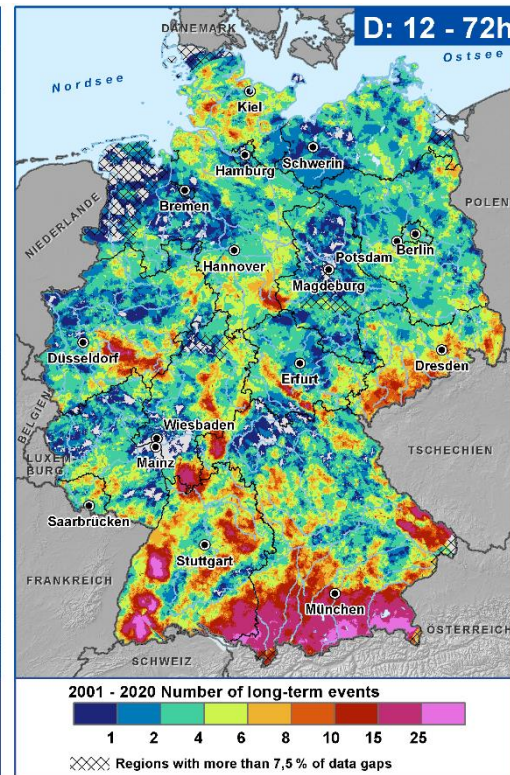 DÄNEMARK
D: 12 - 72h
Nordsee
Ostsee
Kiel
Hamburg
Schwerin
Bremen
NIEDERLANDE
POLEN
Berlin
Hannover
Potsdam
Magdeburg
Düsseldorf
Dresden
Erfurt
BELGIEN
Wiesbaden
Mainz
LUXEM
BURG
TSCHECHIEN
Saarbrücken
Stuttgart
FRANKREICH
München
ÖSTERREICH
SCHWEIZ
2001 - 2020 Number of long-term events
1 2 4 6 8 10 15 25
Regions with more than 7,5 % of data gaps